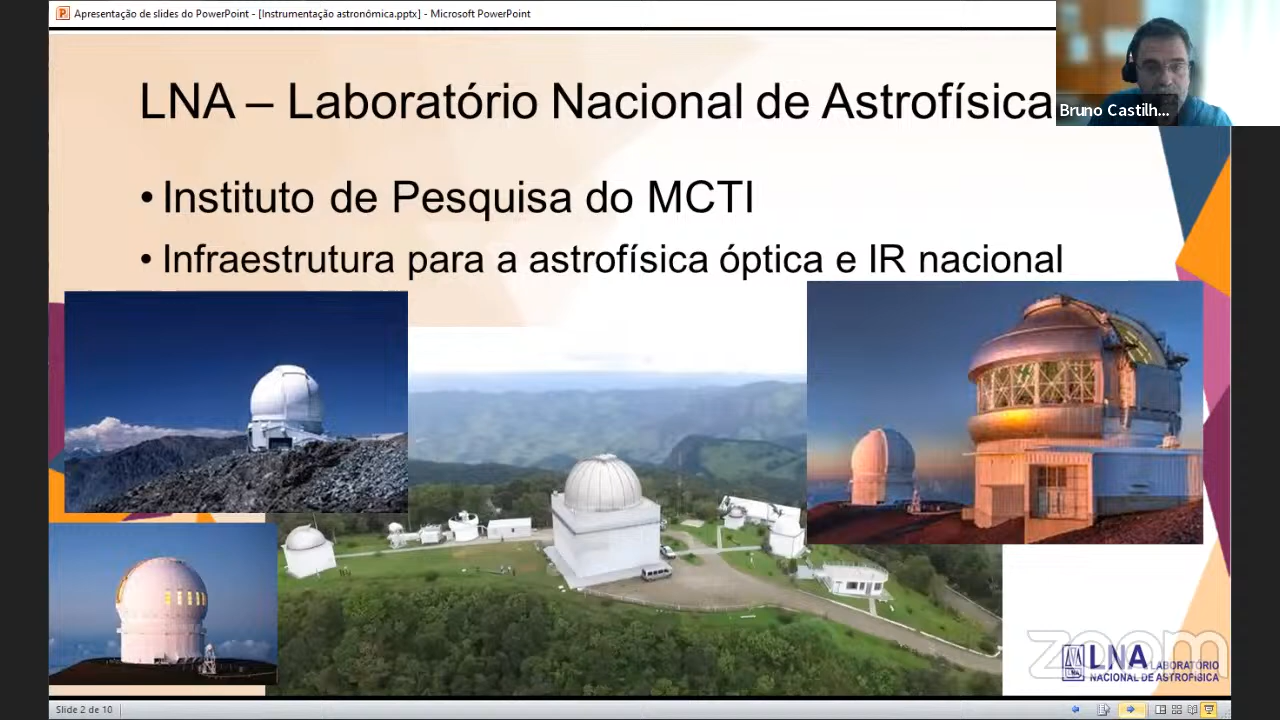 Apresentação de slides do PowerPoint - [Instrumentação astronômica.pptx] - Microsoft PowerPoint
Bruno Castilh...
LNA – Laboratório Nacional de Astrofísica
• Instituto de Pesquisa do MCTI
• Infraestrutura para a astrofísica óptica e IR nacional
zoom
LNA LABORATÓRIO
NACIONAL DE ASTROFÍSICA
Slide 2 de 10